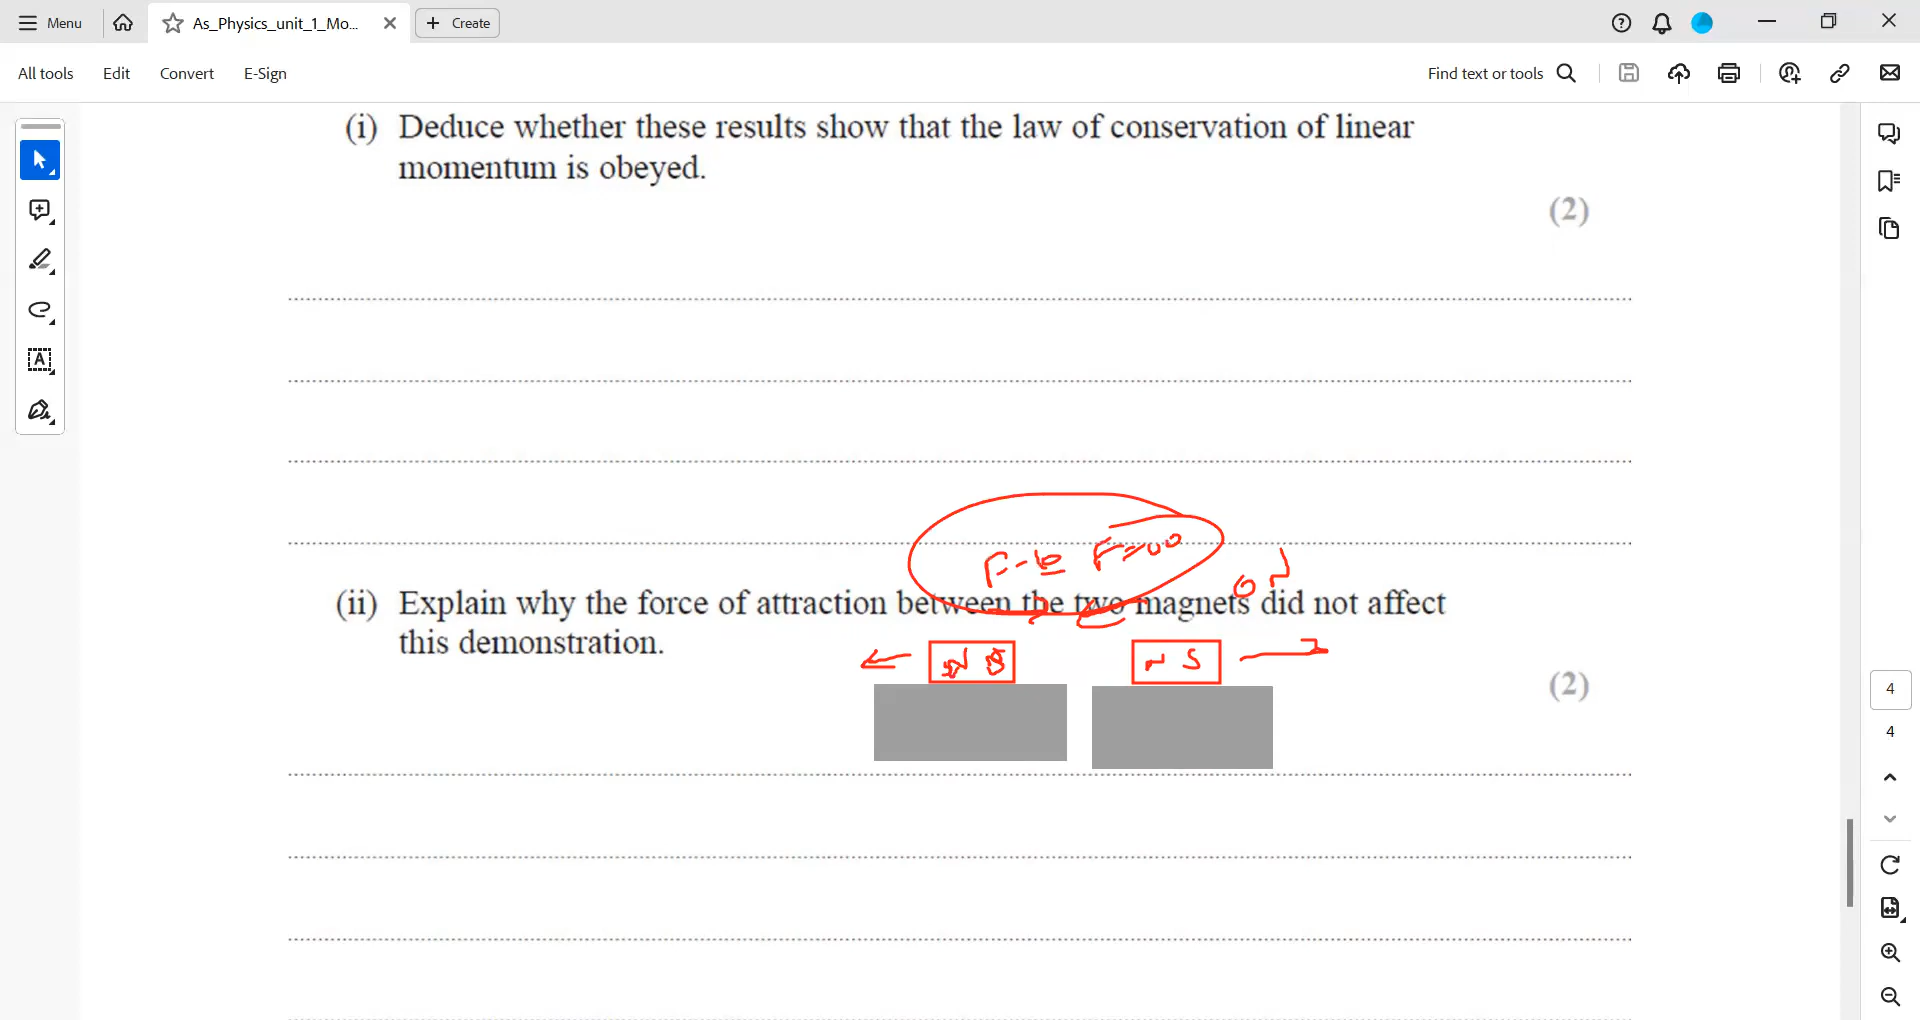 Menu
As_Physics_unit_1_Mo...
Create
All tools
Edit
Convert
E-Sign
Find text or tools
(i) Deduce whether these results show that the law of conservation of linear
momentum is obeyed.
(2)
(ii) Explain why the force of attraction between the two magnets did not affect
this demonstration.
N S
(2)
4
4